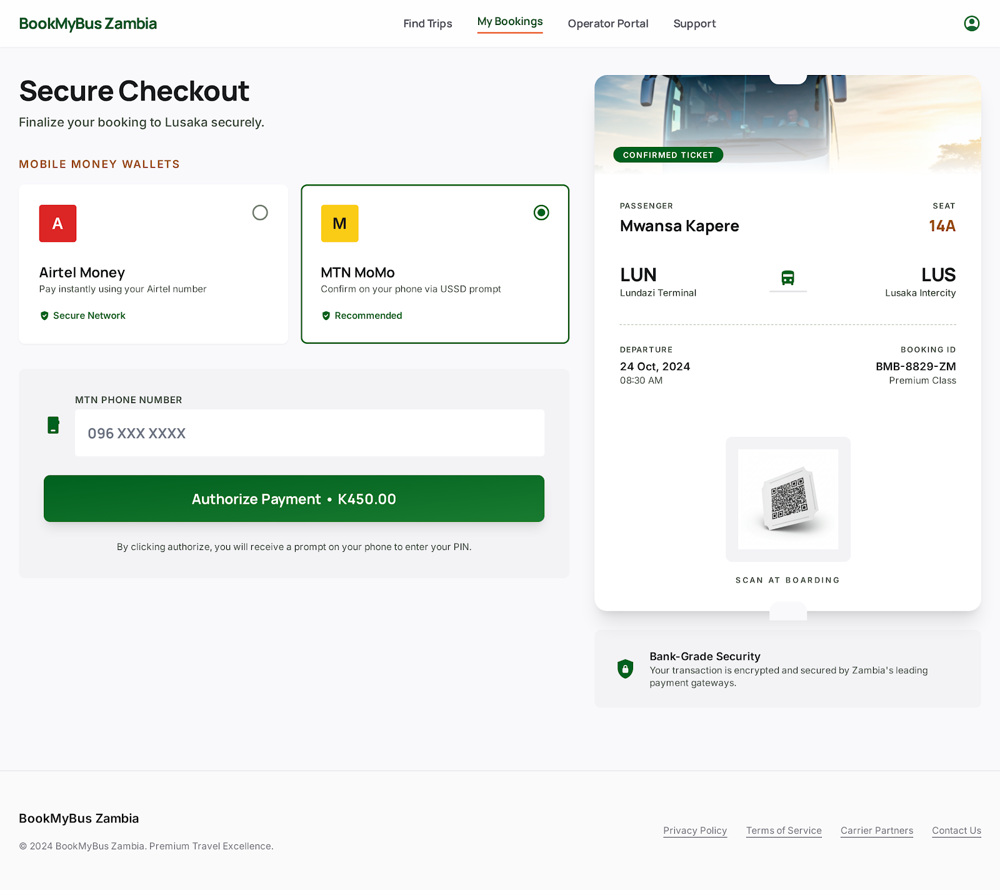 BookMyBus Zambia
Find Trips
My Bookings
Operator Portal
Support
Secure Checkout
Finalize your booking to Lusaka securely.
MOBILE MONEY WALLETS
A
Airtel Money
Pay instantly using your Airtel number
Secure Network
M
MTN MoMo
Confirm on your phone via USSD prompt
Recommended
MTN PHONE NUMBER
096 XXX XXXX
Authorize Payment • K450.00
By clicking authorize, you will receive a prompt on your phone to enter your PIN.
CONFIRMED TICKET
PASSENGER
Mwansa Kapere
SEAT
14A
LUN
Lundazi Terminal
LUS
Lusaka Intercity
DEPARTURE
24 Oct, 2024
08:30 AM
BOOKING ID
BMB-8829-ZM
Premium Class
SCAN AT BOARDING
Bank-Grade Security
Your transaction is encrypted and secured by Zambia's leading
payment gateways.
BookMyBus Zambia
© 2024 BookMyBus Zambia. Premium Travel Excellence.
Privacy Policy
Terms of Service
Carrier Partners
Contact Us